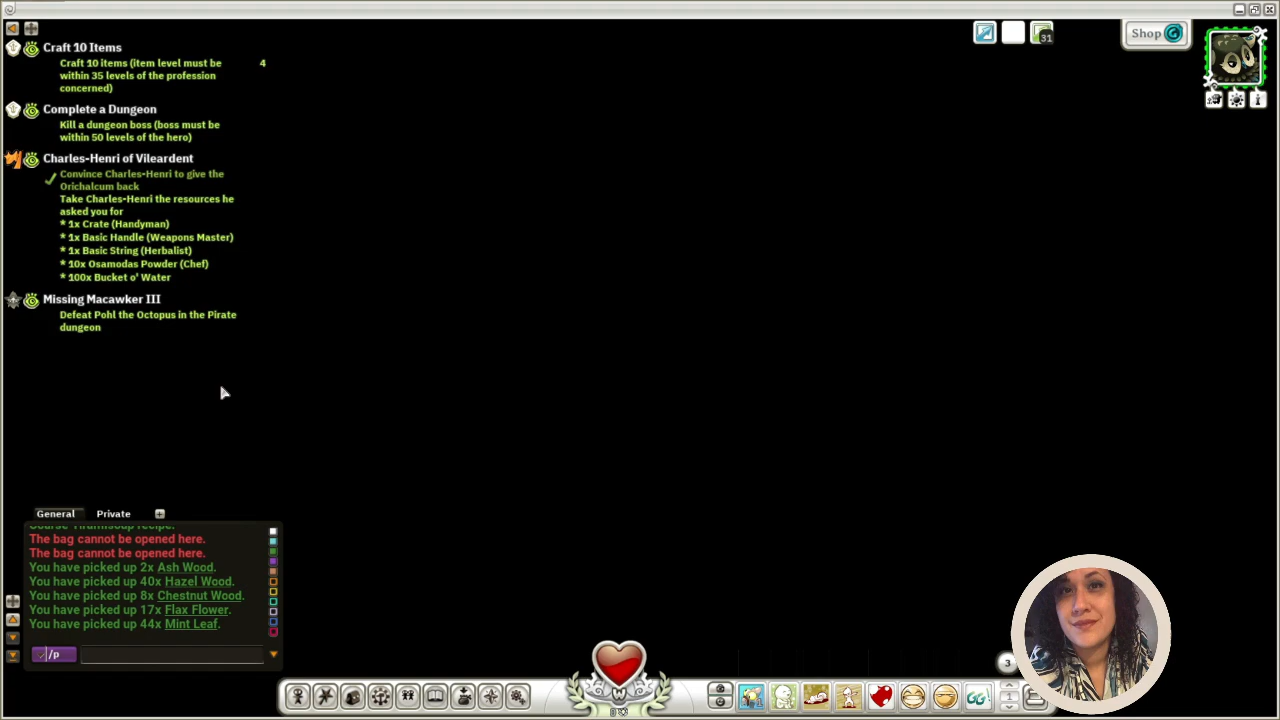 Shop
31
Craft 10 Items
Craft 10 items (item level must be 4
within 35 levels of the profession
concerned)
Complete a Dungeon
Kill a dungeon boss (boss must be
within 50 levels of the hero)
Charles-Henri of Vileardent
Convince Charles-Henri to give the
Orichalcum back
Take Charles-Henri the resources he
asked you for
* 1x Crate (Handyman)
* 1x Basic Handle (Weapons Master)
* 1x Basic String (Herbalist)
* 10x Osamodas Powder (Chef)
* 100x Bucket o' Water
Missing Macawker III
Defeat Pohl the Octopus in the Pirate
dungeon
General Private
The bag cannot be opened here.
The bag cannot be opened here.
You have picked up 2x Ash Wood.
You have picked up 40x Hazel Wood.
You have picked up 8x Chestnut Wood.
You have picked up 17x Flax Flower.
You have picked up 44x Mint Leaf.
/p
3
W
GG!
1